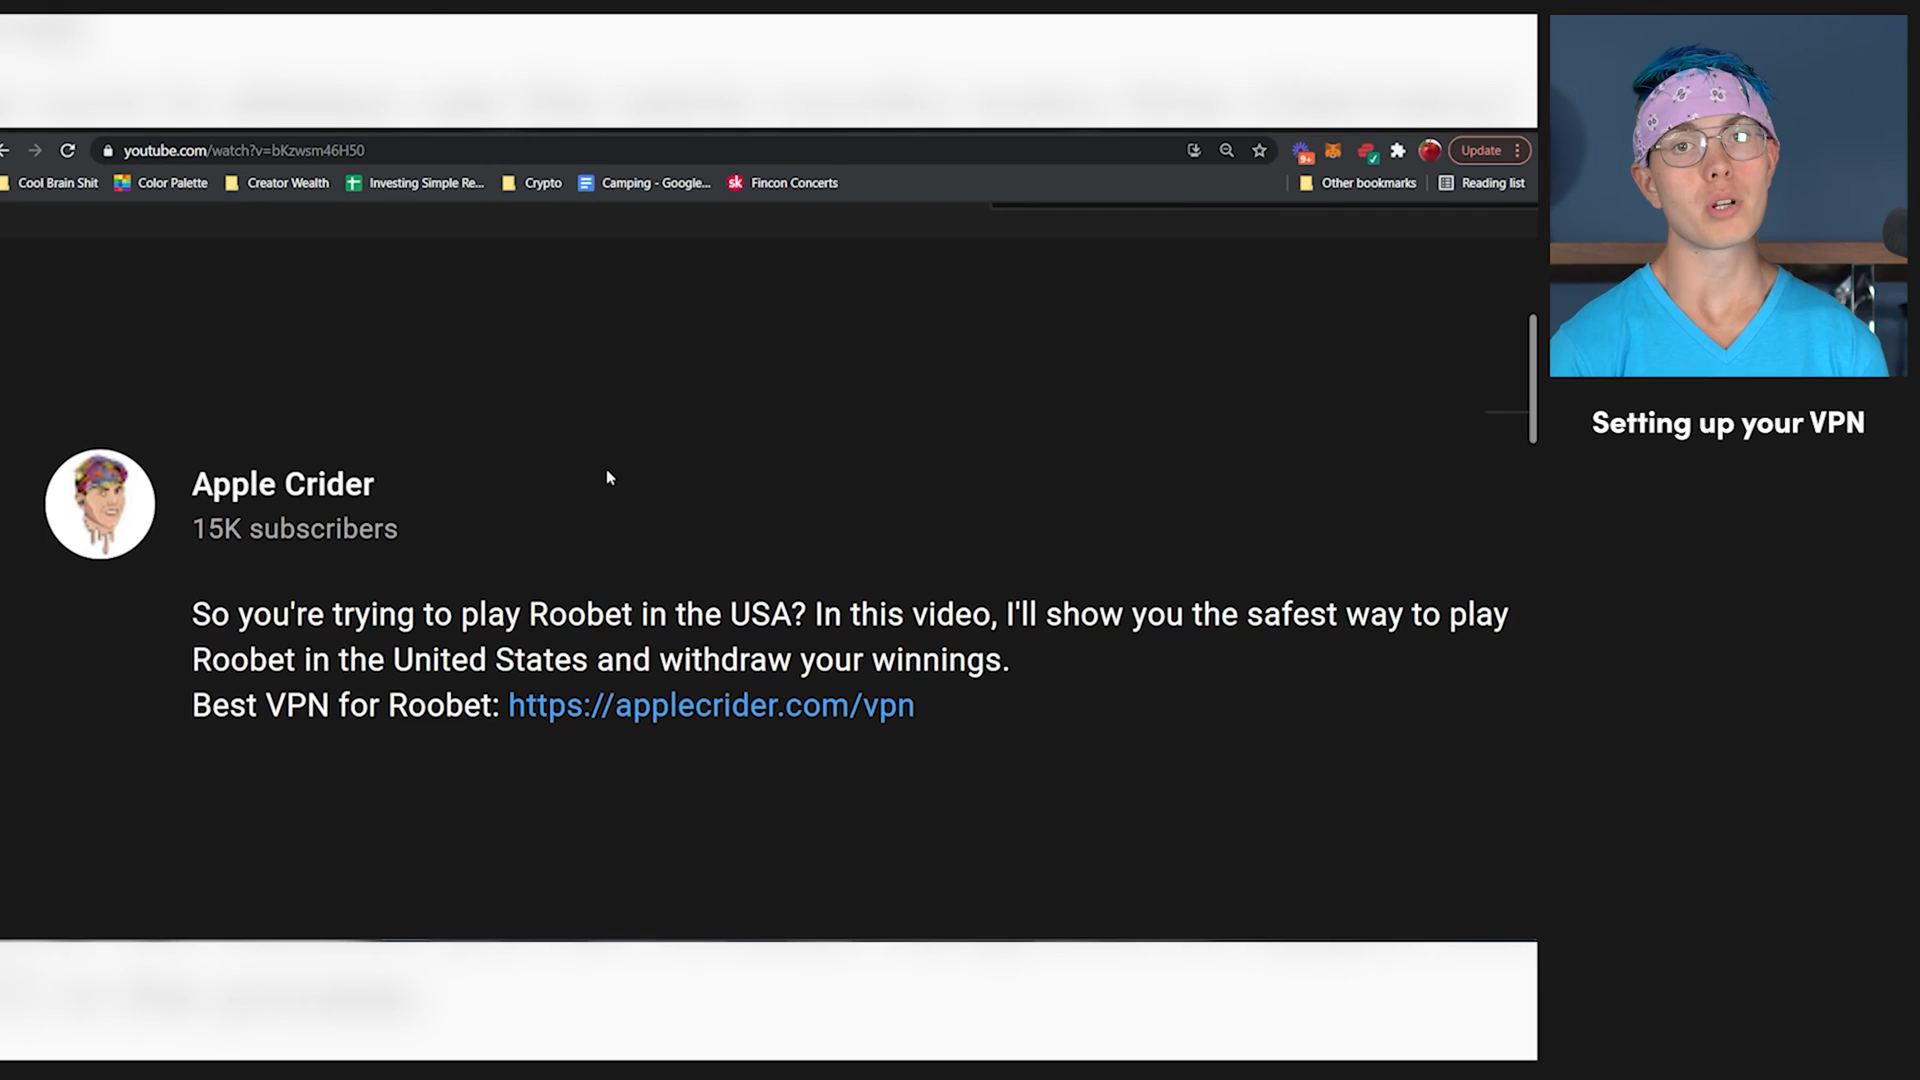 youtube.com/watch?v=bKzwsm46H50
9+
Update
Cool Brain Shit
Color Palette
Creator Wealth
Investing Simple Re...
Crypto
Camping - Google...
sk
Fincon Concerts
Other bookmarks
Reading list
Setting up your VPN
Apple Crider
15K subscribers
So you're trying to play Roobet in the USA? In this video, I'll show you the safest way to play
Roobet in the United States and withdraw your winnings.
Best VPN for Roobet: https://applecrider.com/vpn